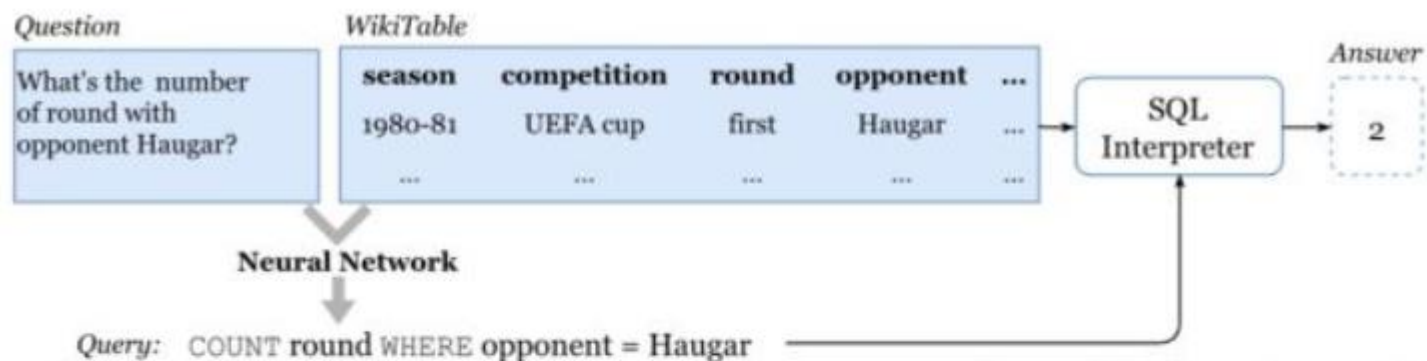 Question
What's the number
of round with
opponent Haugar?
WikiTable
season competition round opponent ...
1980-81 UEFA cup first Haugar ...
... ... ... ... ...
SQL
Interpreter
Answer
2
Neural Network
Query: COUNT round WHERE opponent = Haugar